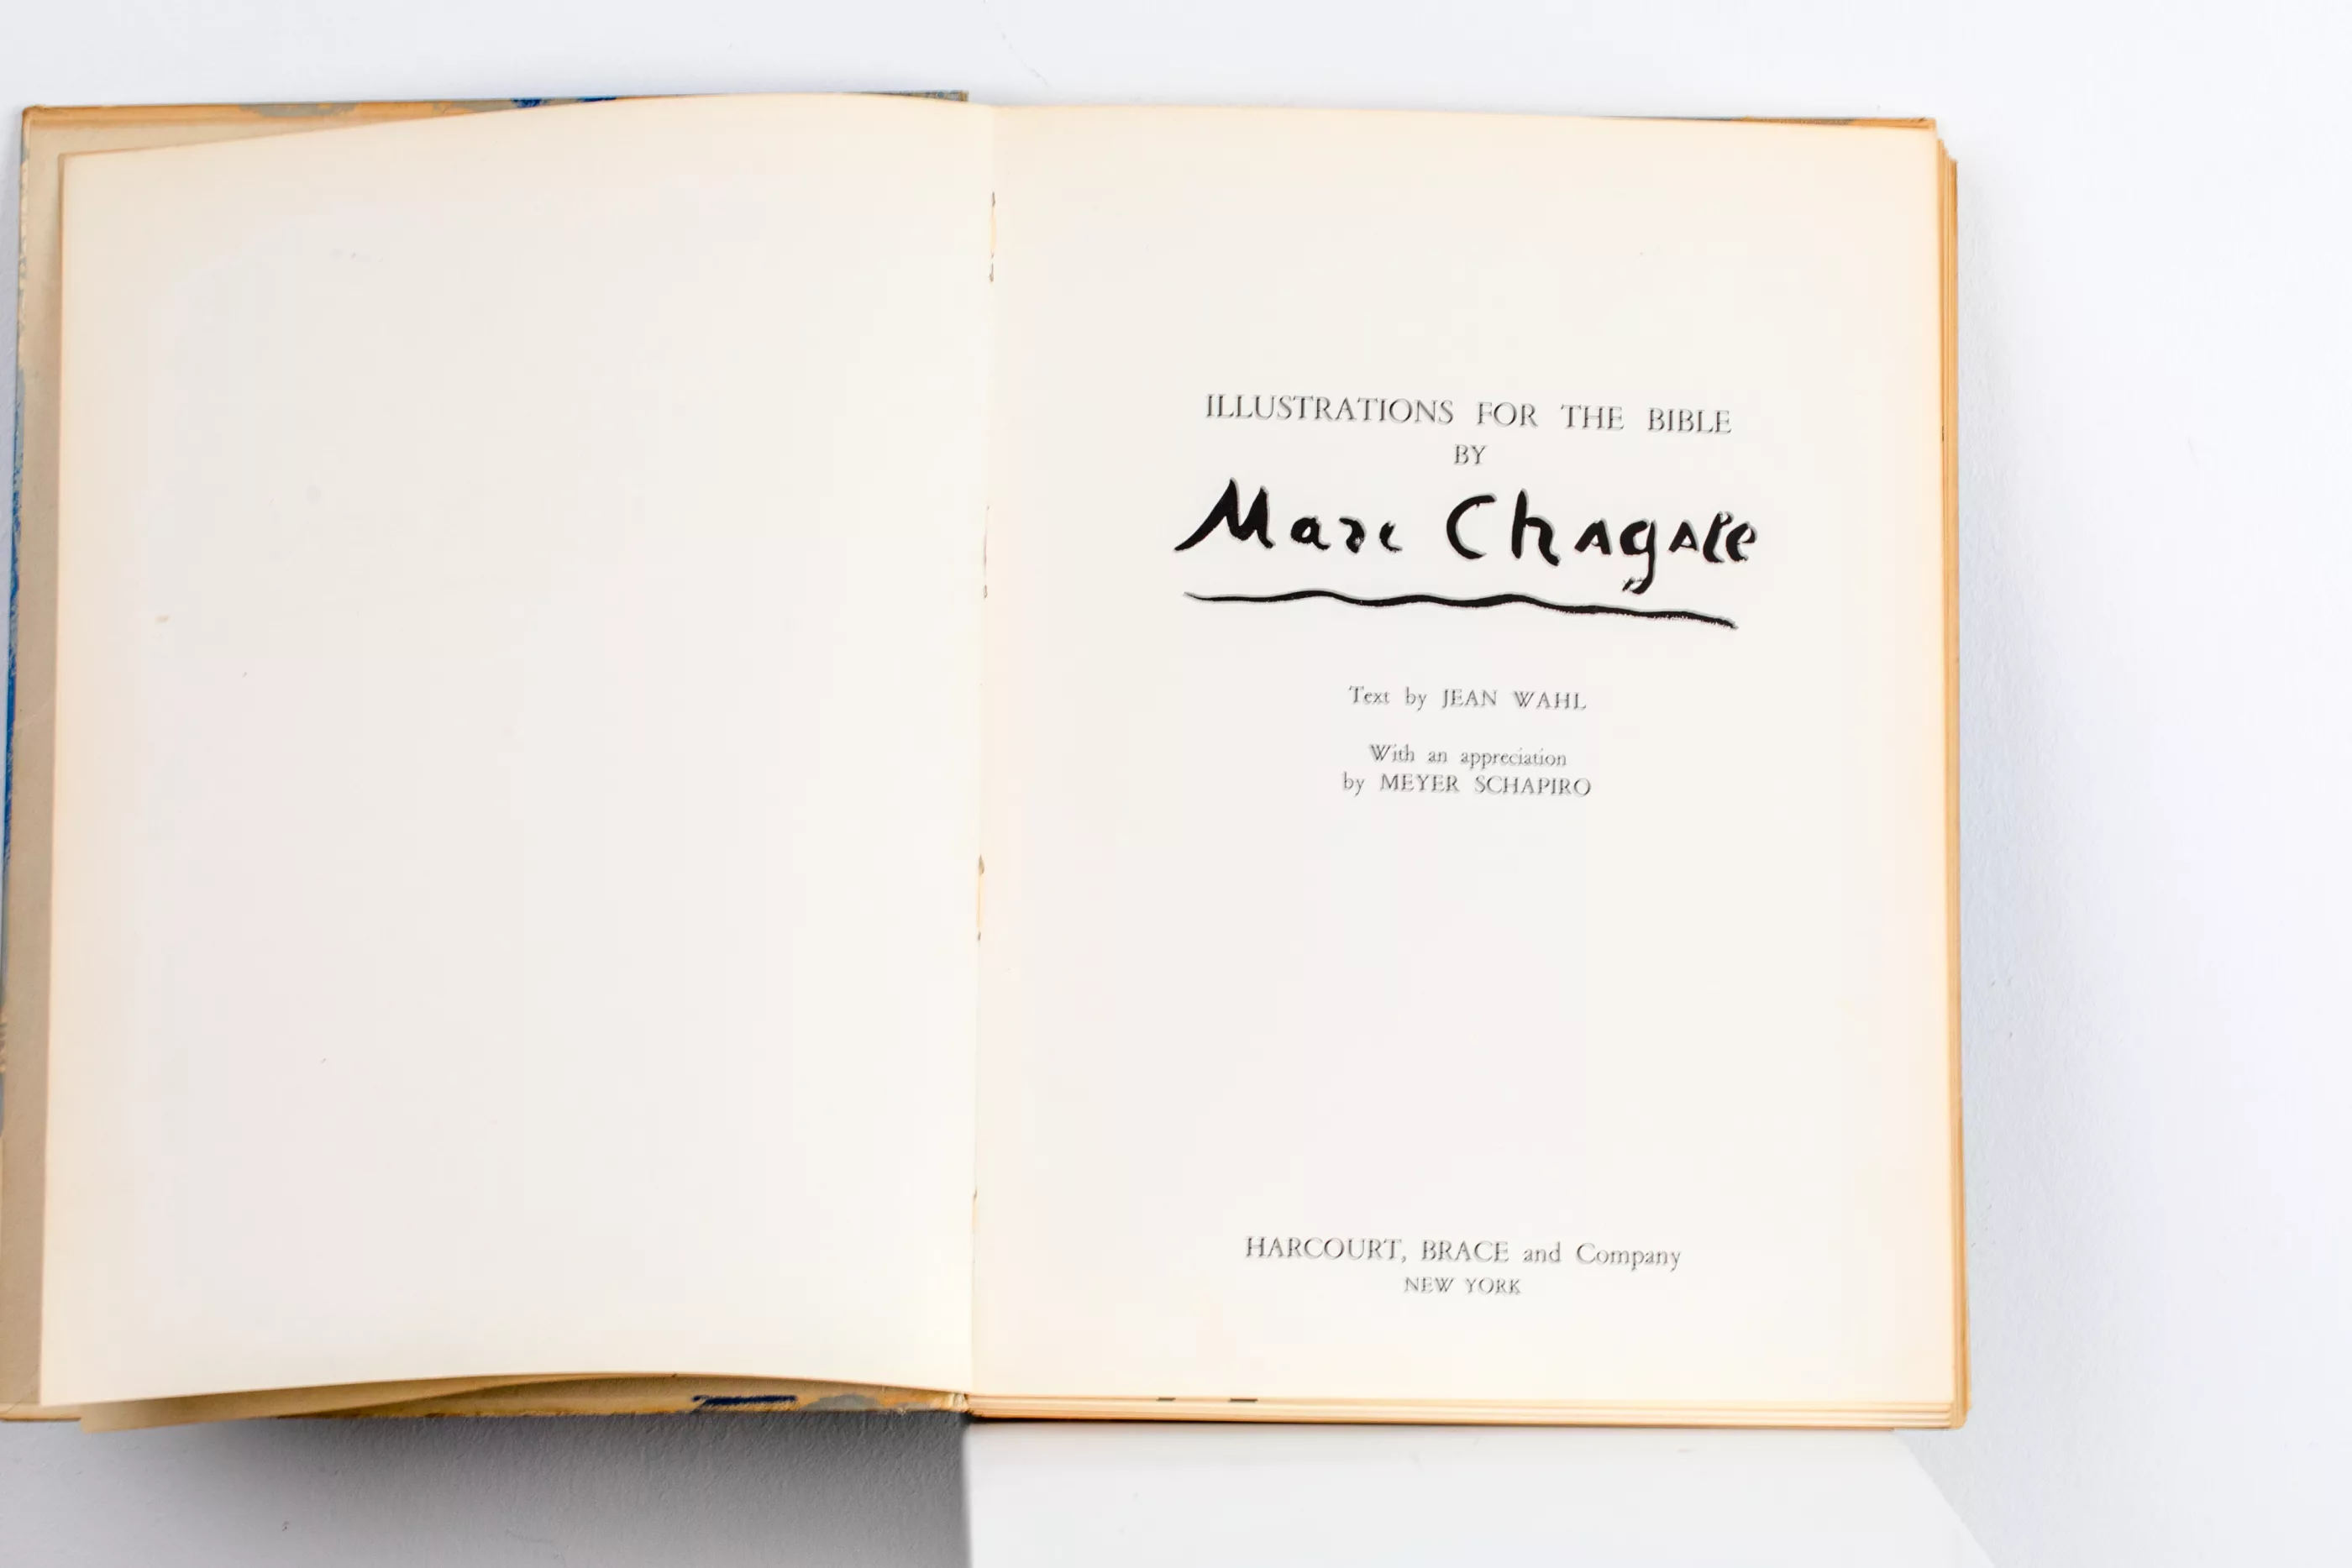 ILLUSTRATIONS FOR THE BIBLE
BY
Marc Chagall
Text by JEAN WAHL
With an appreciation
by MEYER SCHAPIRO
HARCOURT, BRACE and Company
NEW YORK